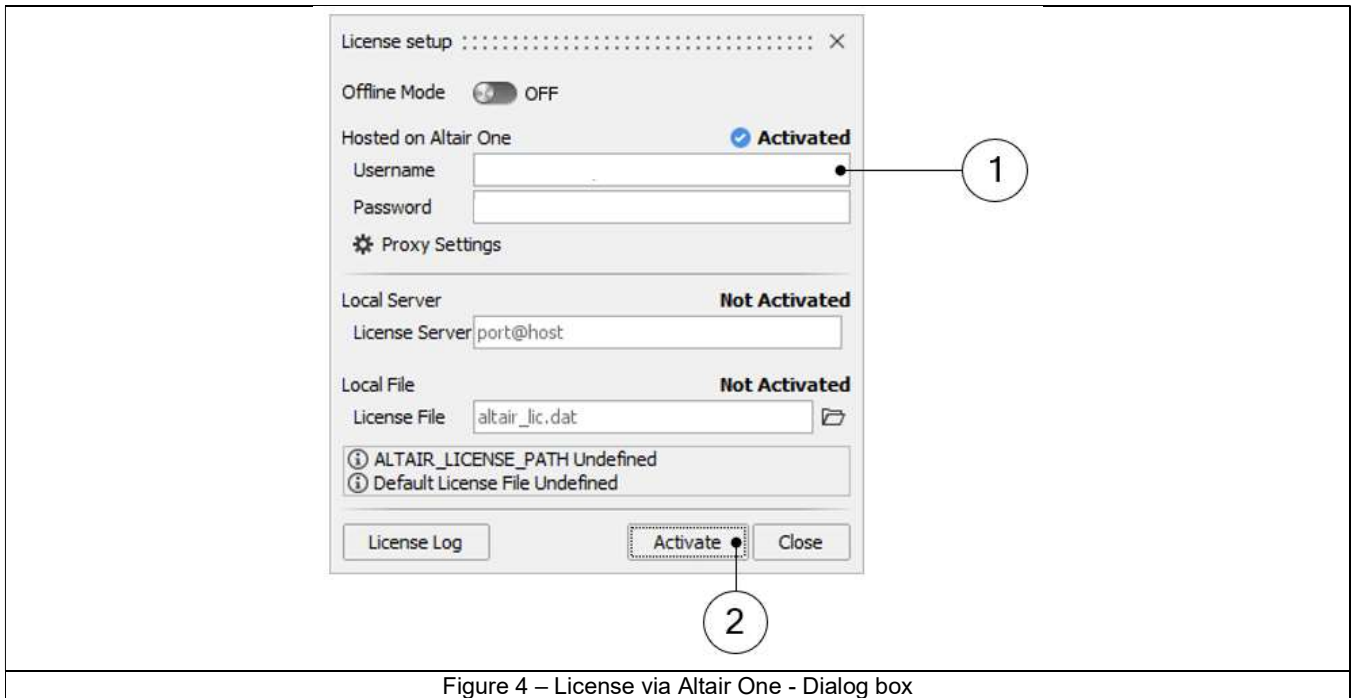 License setup
Offline Mode OFF
Hosted on Altair One Activated
Username 1
Password
Proxy Settings
Local Server Not Activated
License Server port@host
Local File Not Activated
License File altair_lic.dat
ALTAIR_LICENSE_PATH Undefined
Default License File Undefined
License Log Activate Close
2
Figure 4 – License via Altair One - Dialog box